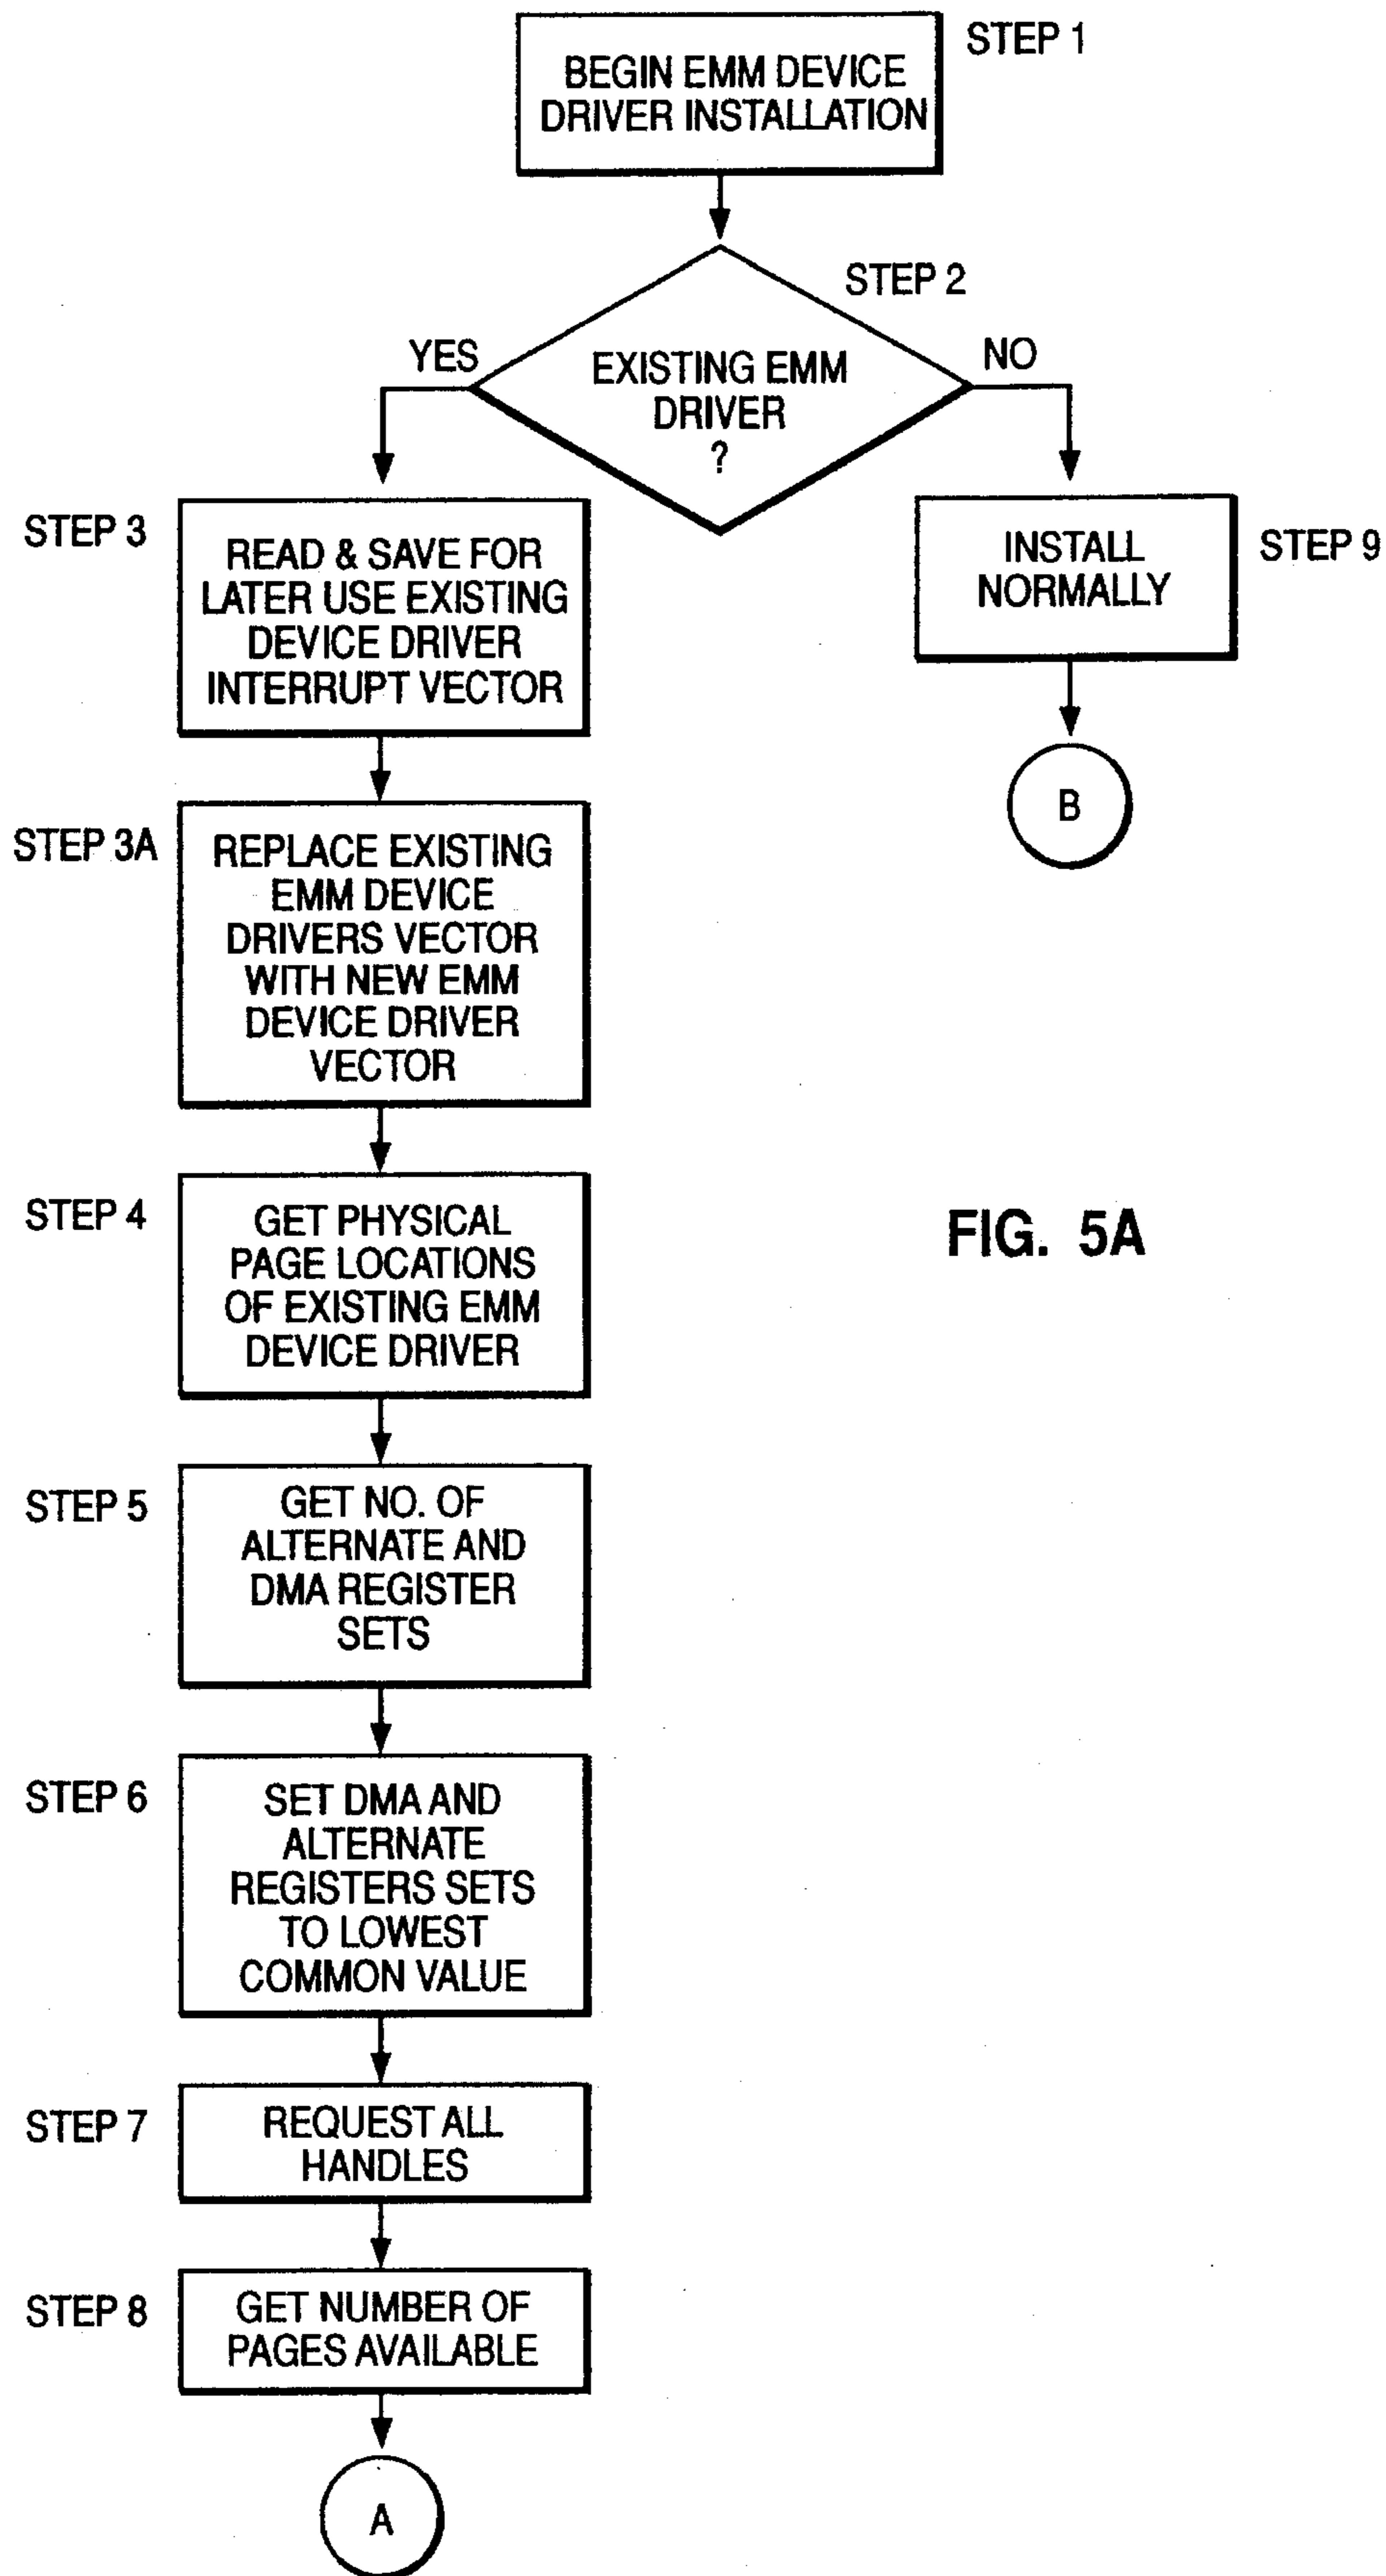 STEP 1
BEGIN EMM DEVICE
DRIVER INSTALLATION
STEP 2
YES
NO
EXISTING EMM
DRIVER
?
STEP 3
READ & SAVE FOR
LATER USE EXISTING
DEVICE DRIVER
INTERRUPT VECTOR
INSTALL
NORMALLY
STEP 9
B
STEP 3A
REPLACE EXISTING
EMM DEVICE
DRIVERS VECTOR
WITH NEW EMM
DEVICE DRIVER
VECTOR
STEP 4
GET PHYSICAL
PAGE LOCATIONS
OF EXISTING EMM
DEVICE DRIVER
FIG. 5A
STEP 5
GET NO. OF
ALTERNATE AND
DMA REGISTER
SETS
STEP 6
SET DMA AND
ALTERNATE
REGISTERS SETS
TO LOWEST
COMMON VALUE
STEP 7
REQUEST ALL
HANDLES
STEP 8
GET NUMBER OF
PAGES AVAILABLE
A